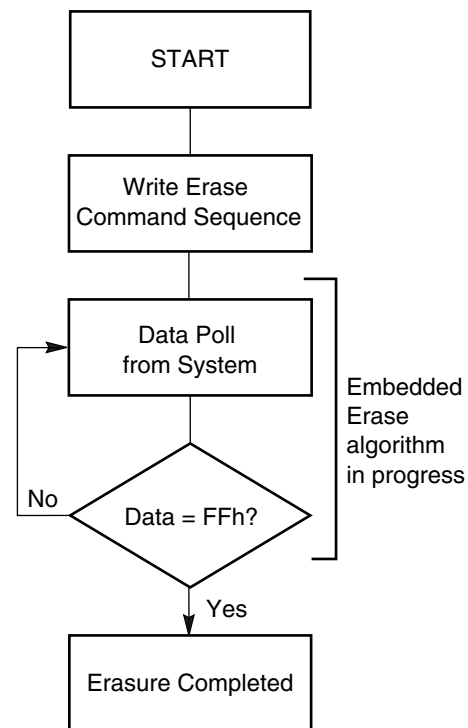 START
Write Erase
Command Sequence
Data Poll
from System
Embedded
Erase
algorithm
in progress
No
Data = FFh?
Yes
Erasure Completed